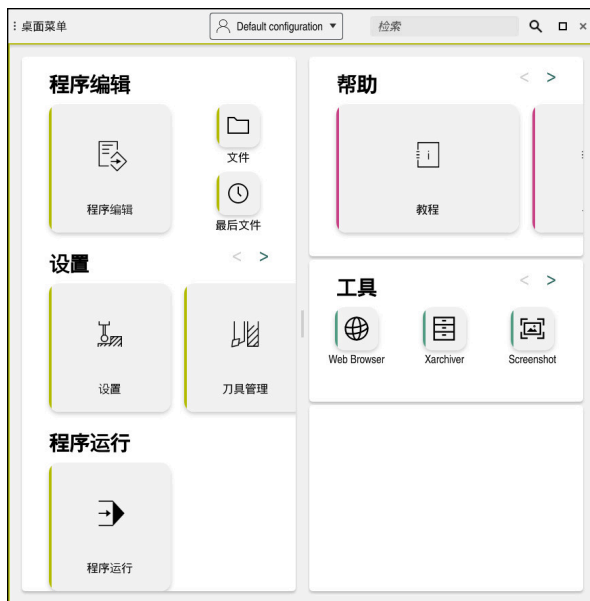 桌面菜单
Default configuration
检索
程序编辑
程序编辑
文件
最后文件
设置
设置
刀具管理
程序运行
程序运行
帮助
教程
工具
Web Browser
Xarchiver
Screenshot